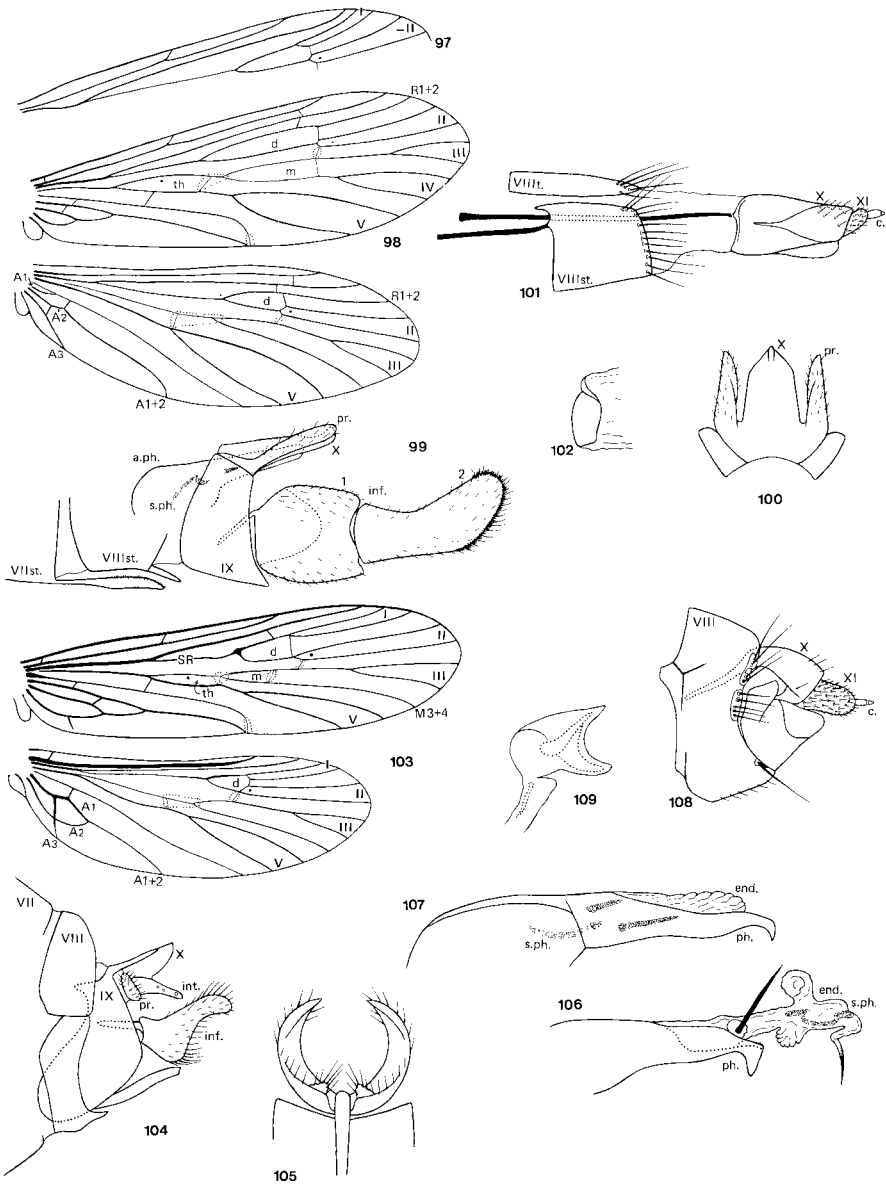 I
II
97
R1+2
II
d
III
th
m
IV
V
98
A1
d
R1+2
A2
II
A3
III
V
A1+2
99
VIIIt.
X
XI
c.
VIIIst.
101
X
pr.
102
100
pr.
X
a.ph.
s.ph.
1
inf.
2
VIIIst.
VIIst.
IX
I
II
SR
d
III
m
th
V
M3+4
103
I
d
A1
II
A2
III
A3
V
A1+2
VIII
X
XI
c.
109
108
VII
VIII
X
IX
int.
pr.
inf.
104
105
107
end.
s.ph.
ph.
106
end.
s.ph.
ph.